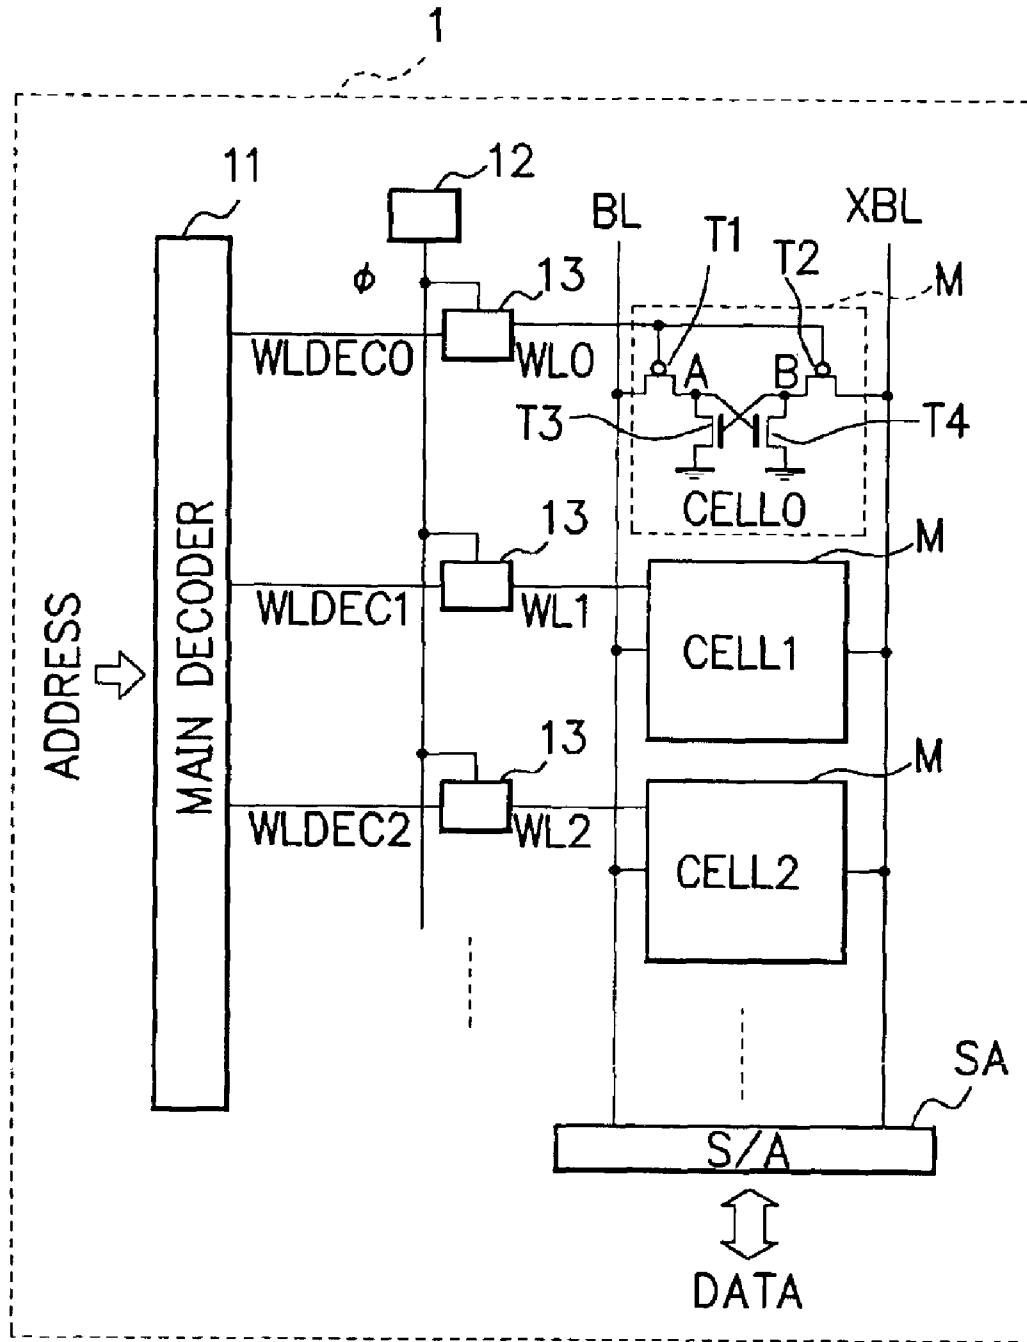 1
11
12
BL
XBL
T1
T2
M
φ
13
WLDEC0
WL0
A
B
T3
T4
CELL0
MAIN DECODER
ADDRESS
13
M
WLDEC1
WL1
CELL1
13
M
WLDEC2
WL2
CELL2
SA
S/A
DATA